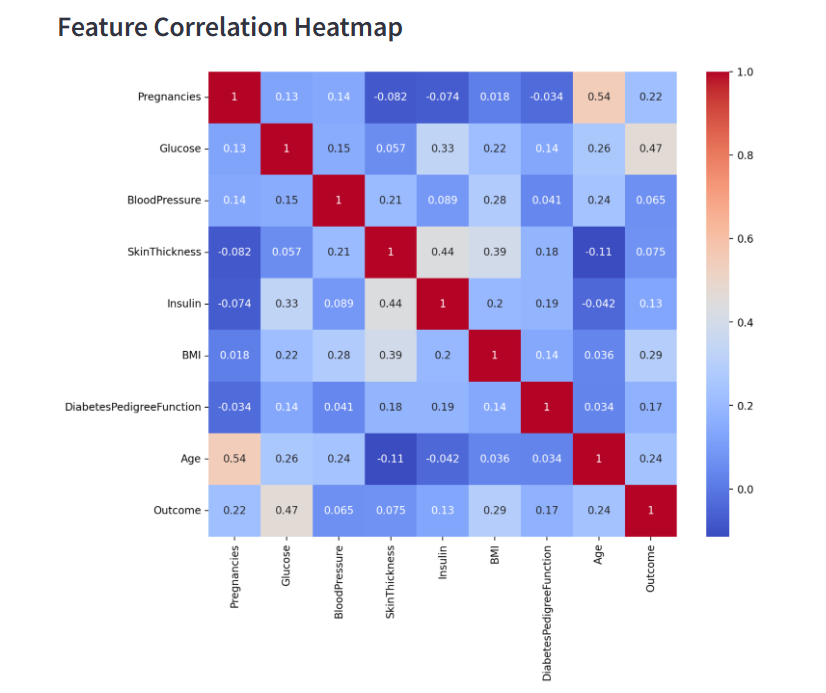 Feature Correlation Heatmap
Pregnancies 1 0.13 0.14 -0.082 -0.074 0.018 -0.034 0.54 0.22
Glucose 0.13 1 0.15 0.057 0.33 0.22 0.14 0.26 0.47
BloodPressure 0.14 0.15 1 0.21 0.089 0.28 0.041 0.24 0.065
SkinThickness -0.082 0.057 0.21 1 0.44 0.39 0.18 -0.11 0.075
Insulin -0.074 0.33 0.089 0.44 1 0.2 0.19 -0.042 0.13
BMI 0.018 0.22 0.28 0.39 0.2 1 0.14 0.036 0.29
DiabetesPedigreeFunction -0.034 0.14 0.041 0.18 0.19 0.14 1 0.034 0.17
Age 0.54 0.26 0.24 -0.11 -0.042 0.036 0.034 1 0.24
Outcome 0.22 0.47 0.065 0.075 0.13 0.29 0.17 0.24 1
Pregnancies
Glucose
BloodPressure
SkinThickness
Insulin
BMI
DiabetesPedigreeFunction
Age
Outcome
1.0
0.8
0.6
0.4
0.2
0.0